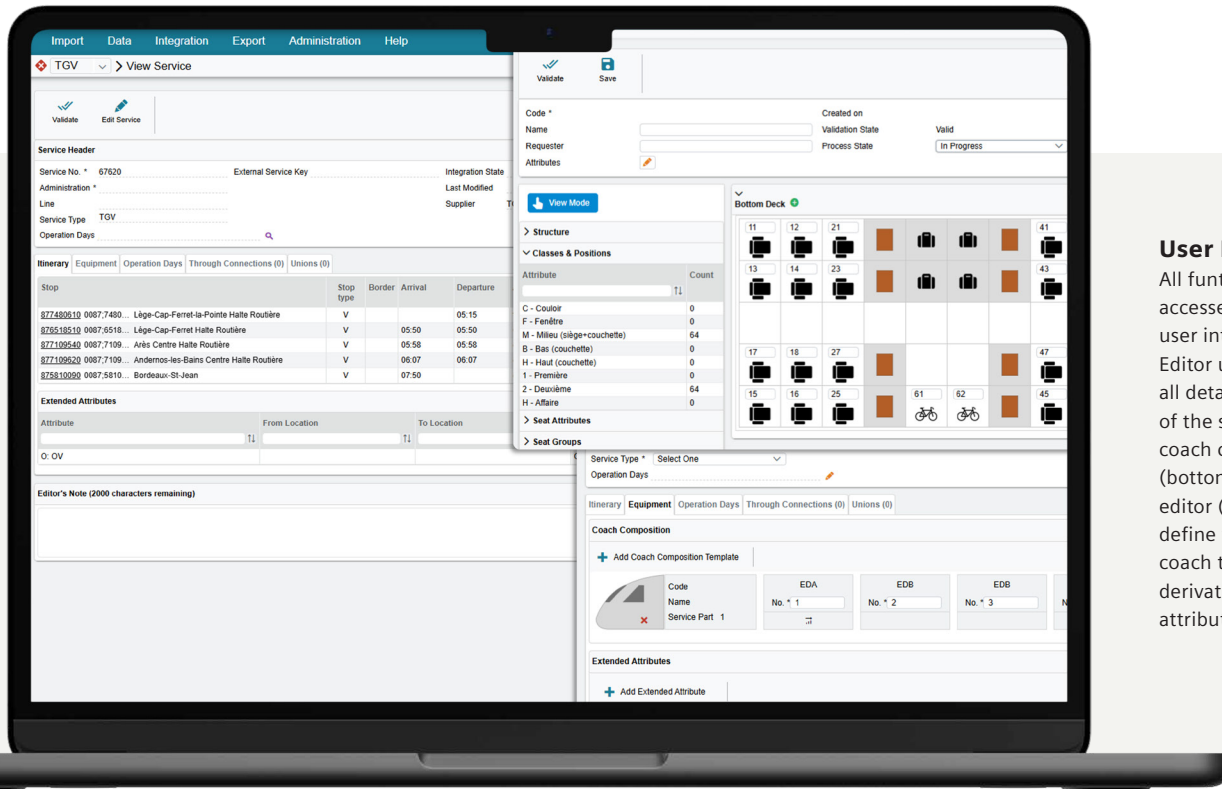 Import Data Integration Export Administration Help
TGV > View Service
Validate Edit Service
Service Header
Service No. * 67620 External Service Key Integration State
Administration * Last Modified
Line Supplier
Service Type TGV
Operation Days
Itinerary Equipment Operation Days Through Connections (0) Unions (0)
Stop Stop type Border Arrival Departure
877480610 0087;7480... Lège-Cap-Ferret-la-Pointe Halte Routière V 05:15
876518510 0087;6518... Lège-Cap-Ferret Halte Routière V 05:50 05:50
877109540 0087;7109... Arès Centre Halte Routière V 05:58 05:58
877109620 0087;7109... Andernos-les-Bains Centre Halte Routière V 06:07 06:07
875810090 0087;5810... Bordeaux-St-Jean V 07:50
Extended Attributes
Attribute From Location To Location
O: OV
Editor's Note (2000 characters remaining)
Validate Save
Code * Created on
Name Validation State Valid
Requester Process State In Progress
Attributes
View Mode
> Structure
Classes & Positions
Attribute Count
C - Couloir 0
F - Fenêtre 0
M - Milieu (siège+couchette) 64
B - Bas (couchette) 0
H - Haut (couchette) 0
1 - Première 0
2 - Deuxième 64
H - Affaire 0
> Seat Attributes
> Seat Groups
Bottom Deck
11 12 21 41
13 14 23 43
17 18 27 47
15 16 25 61 62 45
Service Type * Select One
Operation Days
Itinerary Equipment Operation Days Through Connections (0) Unions (0)
Coach Composition
Add Coach Composition Template
Code EDA EDB EDB
Name No. * 1 No. * 2 No. * 3
Service Part 1
Extended Attributes
Add Extended Attribute
User
All
user
Editor
all
of the
coach
(bottom
editor (
define
coach